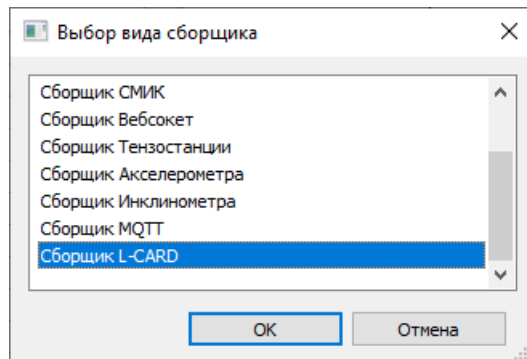 Выбор вида сборщика
Сборщик СМИК
Сборщик Вебсокет
Сборщик Тензостанции
Сборщик Акселерометра
Сборщик Инклинометра
Сборщик MQTT
Сборщик L-CARD
OK
Отмена